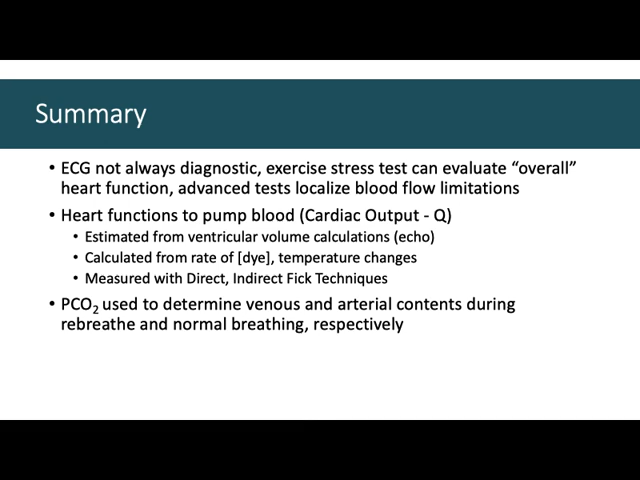 Summary
• ECG not always diagnostic, exercise stress test can evaluate “overall”
heart function, advanced tests localize blood flow limitations
• Heart functions to pump blood (Cardiac Output - Q)
• Estimated from ventricular volume calculations (echo)
• Calculated from rate of [dye], temperature changes
• Measured with Direct, Indirect Fick Techniques
• PCO₂ used to determine venous and arterial contents during
rebreathe and normal breathing, respectively